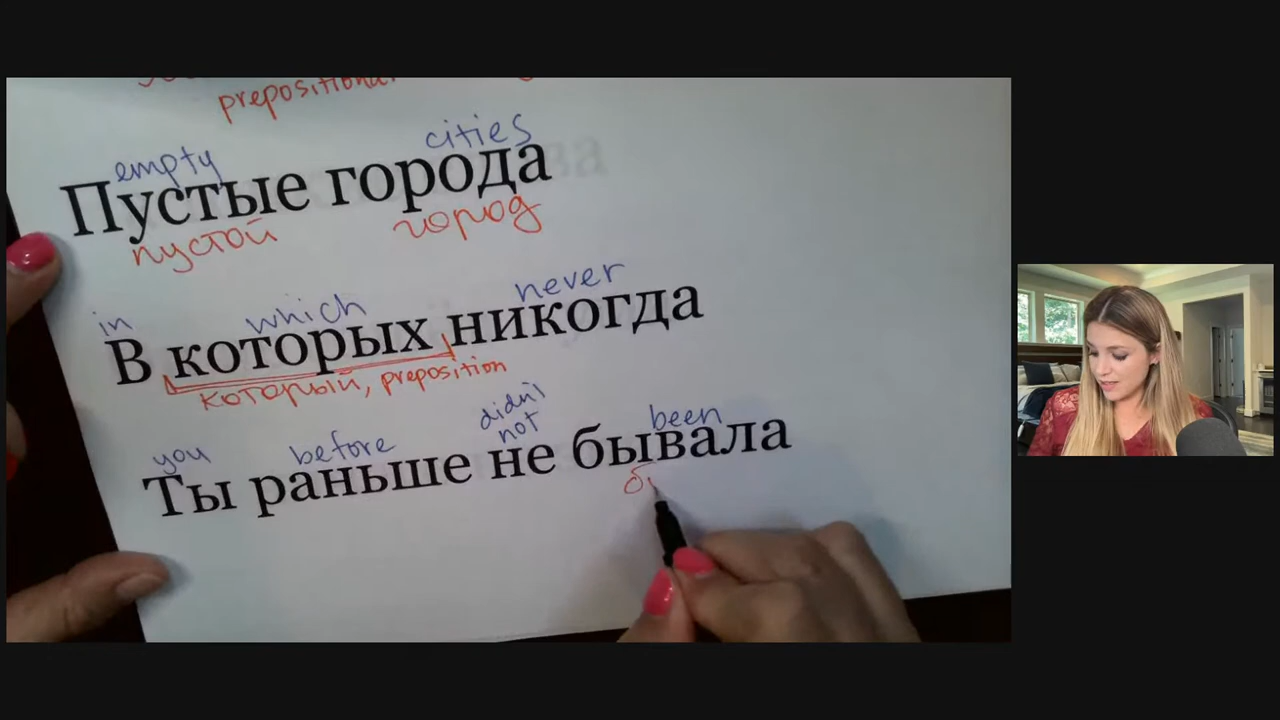 prepositional
empty cities
Пустые города
пустой город
in which never
В которых никогда
который, preposition
didn't
you before not been
Ты раньше не бывала
б